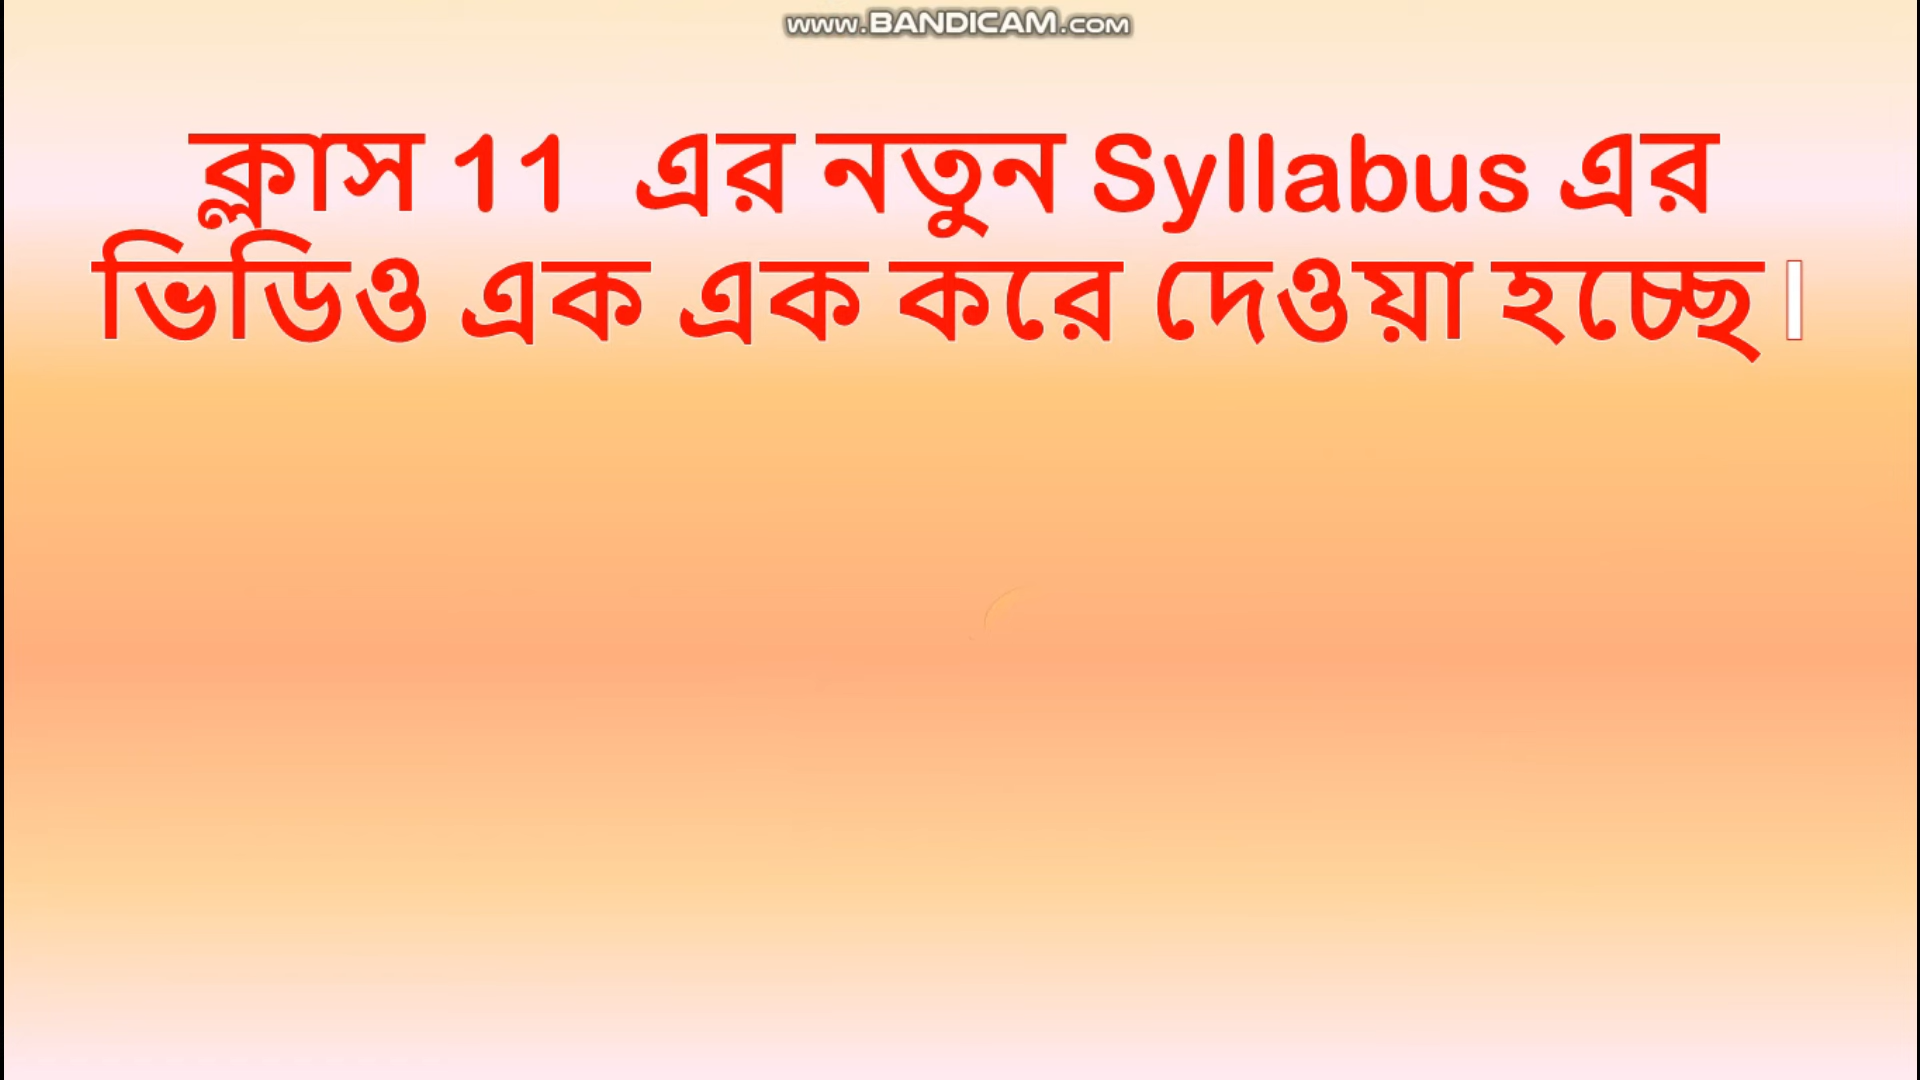 www.BANDICAM.com
ক্লাস 11 এর নতুন Syllabus এর
ভিডিও এক এক করে দেওয়া হচ্ছে।